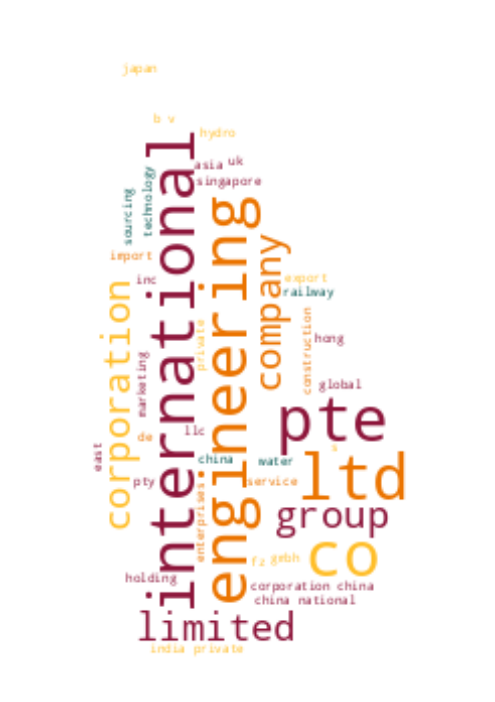 japan
b v
hydro
asia
uk
singapore
international
technology
sourcing
engineering
company
import
inc
export
railway
corporation
construction
private
hong
marketing
global
pte
de
llc
east
china
water
ltd
pty
service
enterprises
group
co
fz
gmbh
holding
corporation china
china national
limited
india private